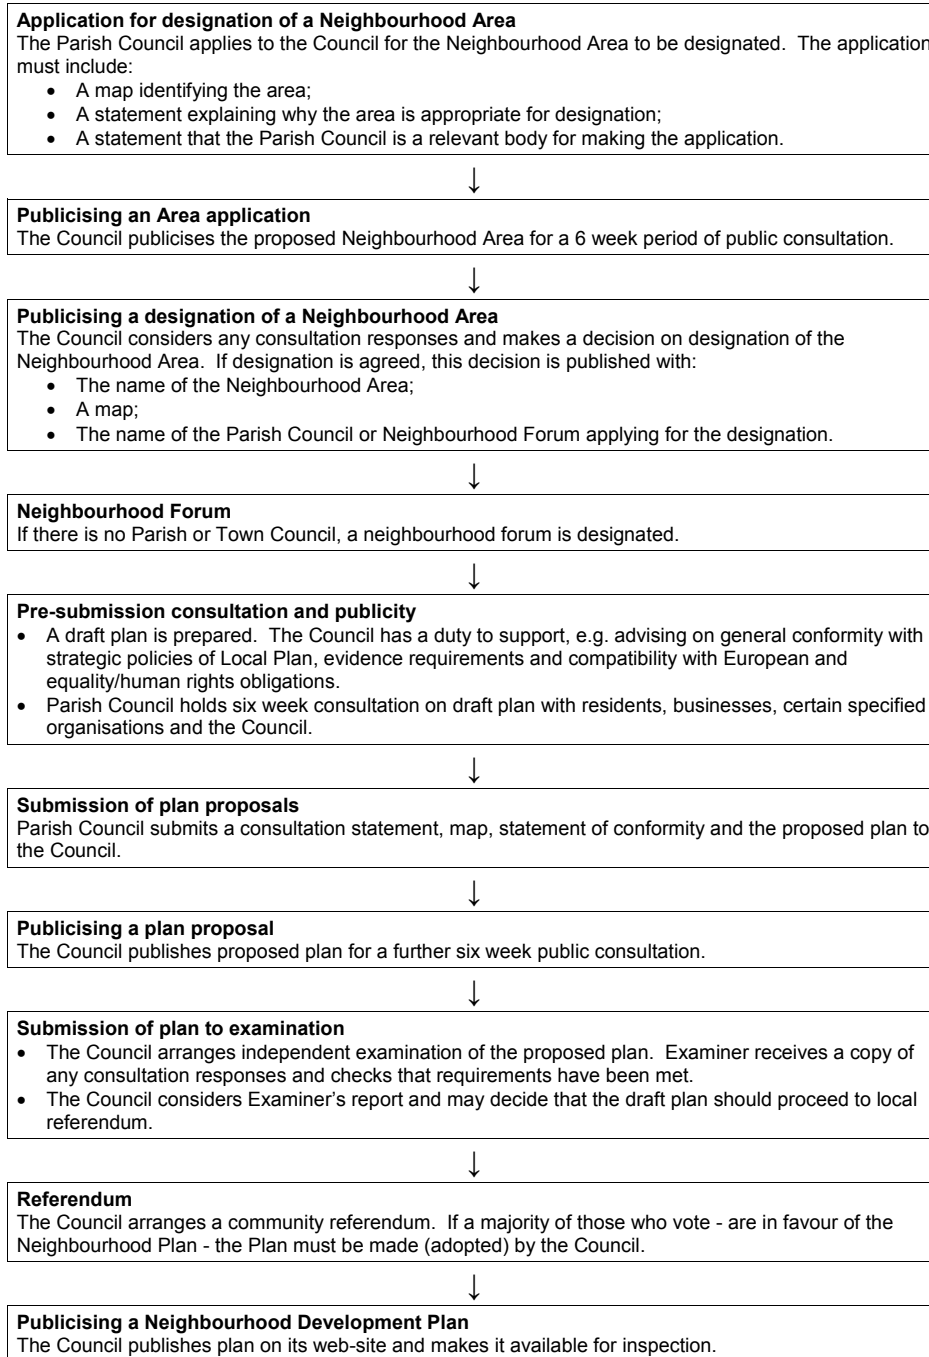 Application for designation of a Neighbourhood Area
The Parish Council applies to the Council for the Neighbourhood Area to be designated.  The application
must include:
• A map identifying the area;
• A statement explaining why the area is appropriate for designation;
• A statement that the Parish Council is a relevant body for making the application.
↓
Publicising an Area application
The Council publicises the proposed Neighbourhood Area for a 6 week period of public consultation.
↓
Publicising a designation of a Neighbourhood Area
The Council considers any consultation responses and makes a decision on designation of the
Neighbourhood Area.  If designation is agreed, this decision is published with:
• The name of the Neighbourhood Area;
• A map;
• The name of the Parish Council or Neighbourhood Forum applying for the designation.
↓
Neighbourhood Forum
If there is no Parish or Town Council, a neighbourhood forum is designated.
↓
Pre-submission consultation and publicity
• A draft plan is prepared.  The Council has a duty to support, e.g. advising on general conformity with
strategic policies of Local Plan, evidence requirements and compatibility with European and
equality/human rights obligations.
• Parish Council holds six week consultation on draft plan with residents, businesses, certain specified
organisations and the Council.
↓
Submission of plan proposals
Parish Council submits a consultation statement, map, statement of conformity and the proposed plan to
the Council.
↓
Publicising a plan proposal
The Council publishes proposed plan for a further six week public consultation.
↓
Submission of plan to examination
• The Council arranges independent examination of the proposed plan.  Examiner receives a copy of
any consultation responses and checks that requirements have been met.
• The Council considers Examiner's report and may decide that the draft plan should proceed to local
referendum.
↓
Referendum
The Council arranges a community referendum.  If a majority of those who vote - are in favour of the
Neighbourhood Plan - the Plan must be made (adopted) by the Council.
↓
Publicising a Neighbourhood Development Plan
The Council publishes plan on its web-site and makes it available for inspection.